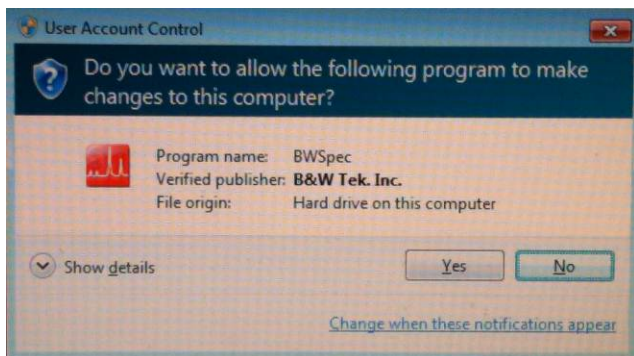 User Account Control
Do you want to allow the following program to make
changes to this computer?
Program name: BWSpec
Verified publisher: B&W Tek. Inc.
File origin: Hard drive on this computer
Show details
Yes
No
Change when these notifications appear